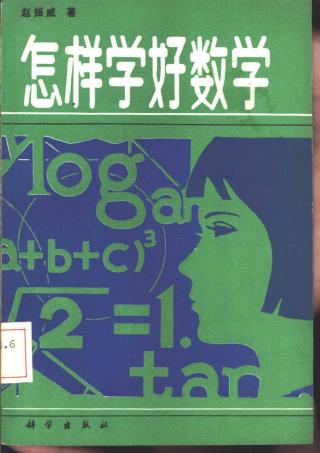 赵振威 著
怎样学好数学
ylogan
a+b+c)³
√2=1.
tan
.6
科学出版社